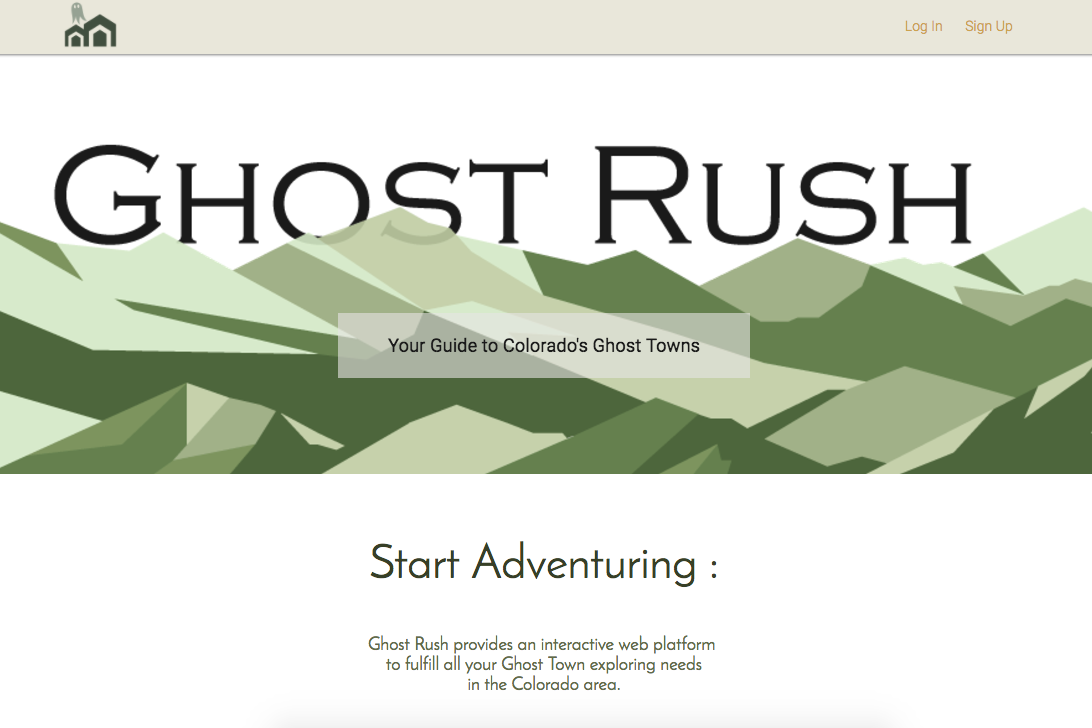 Log In Sign Up
Ghost Rush
Your Guide to Colorado's Ghost Towns
Start Adventuring :
Ghost Rush provides an interactive web platform
to fulfill all your Ghost Town exploring needs
in the Colorado area.